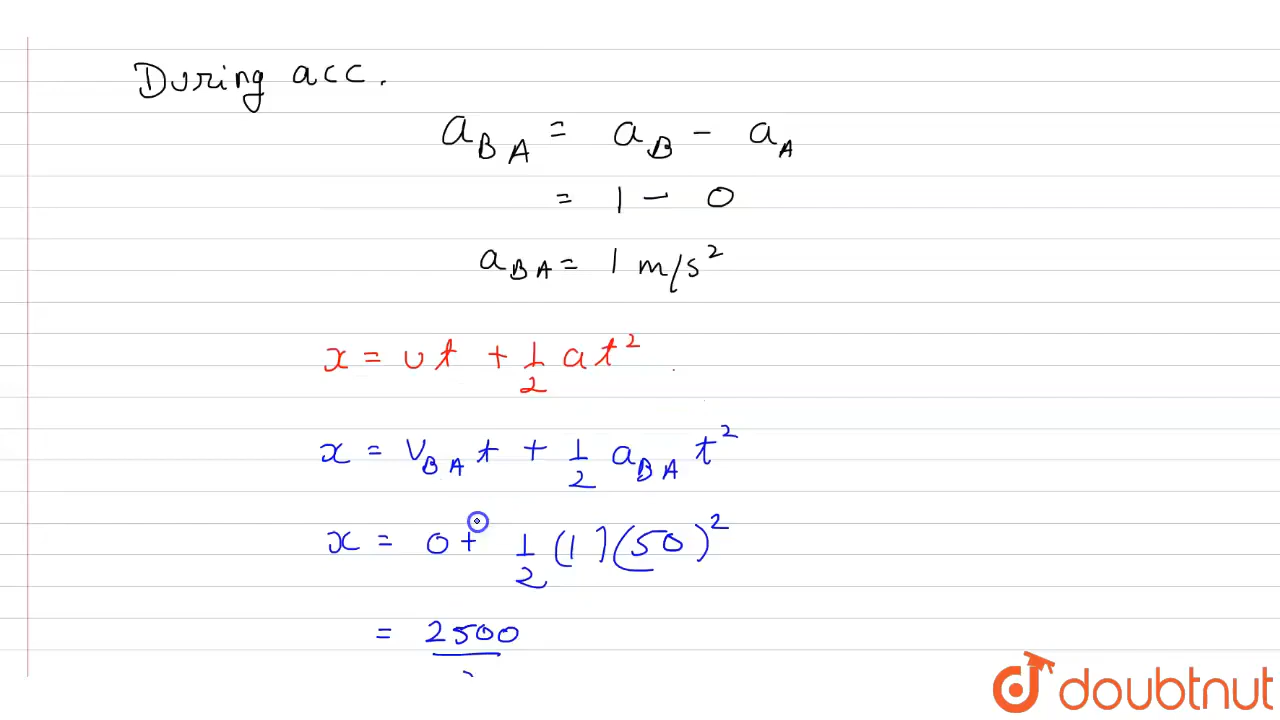 During acc.
a_BA = a_B - a_A
= 1 - 0
a_BA = 1 m/s²
x = ut + 1/2 at²
x = v_BA t + 1/2 a_BA t²
x = 0 + 1/2 (1) (50)²
= 2500
doubtnut